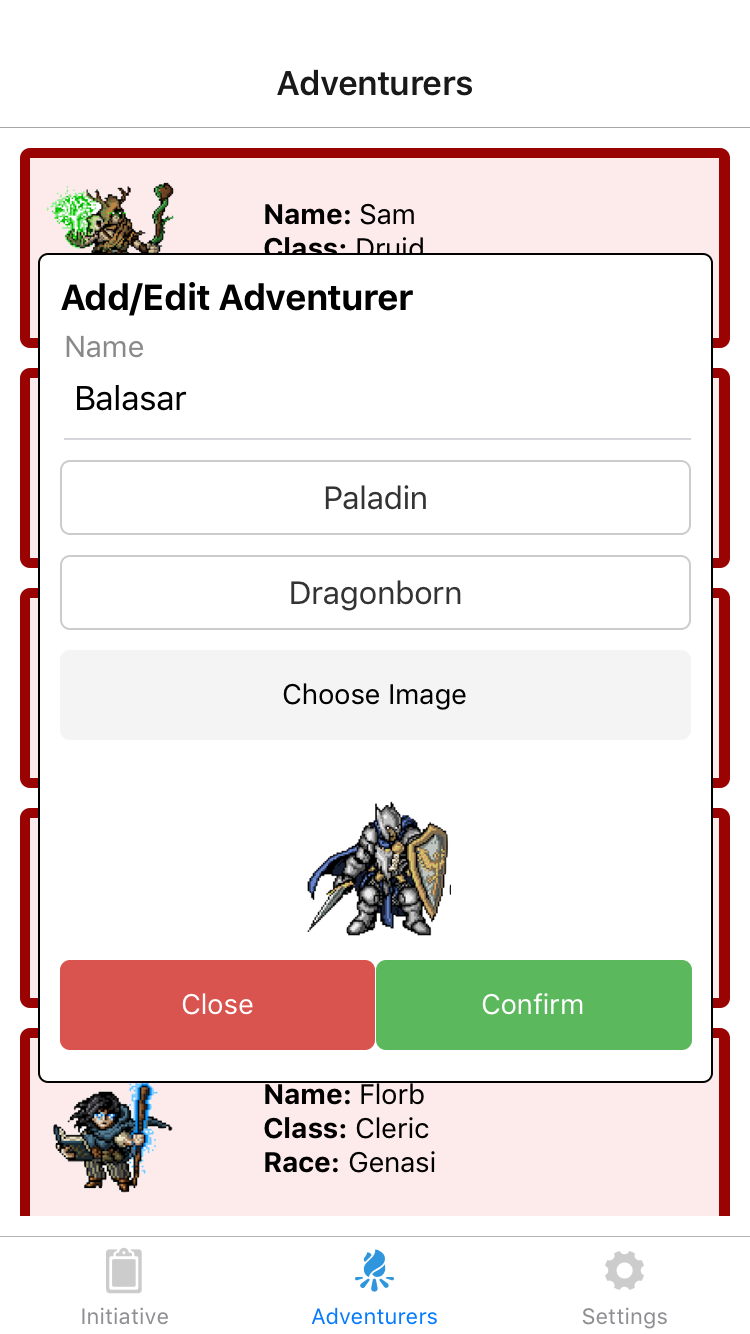 Adventurers
Name: Sam
Class: Druid
Add/Edit Adventurer
Name
Balasar
Paladin
Dragonborn
Choose Image
Close
Confirm
Name: Florb
Class: Cleric
Race: Genasi
Initiative
Adventurers
Settings